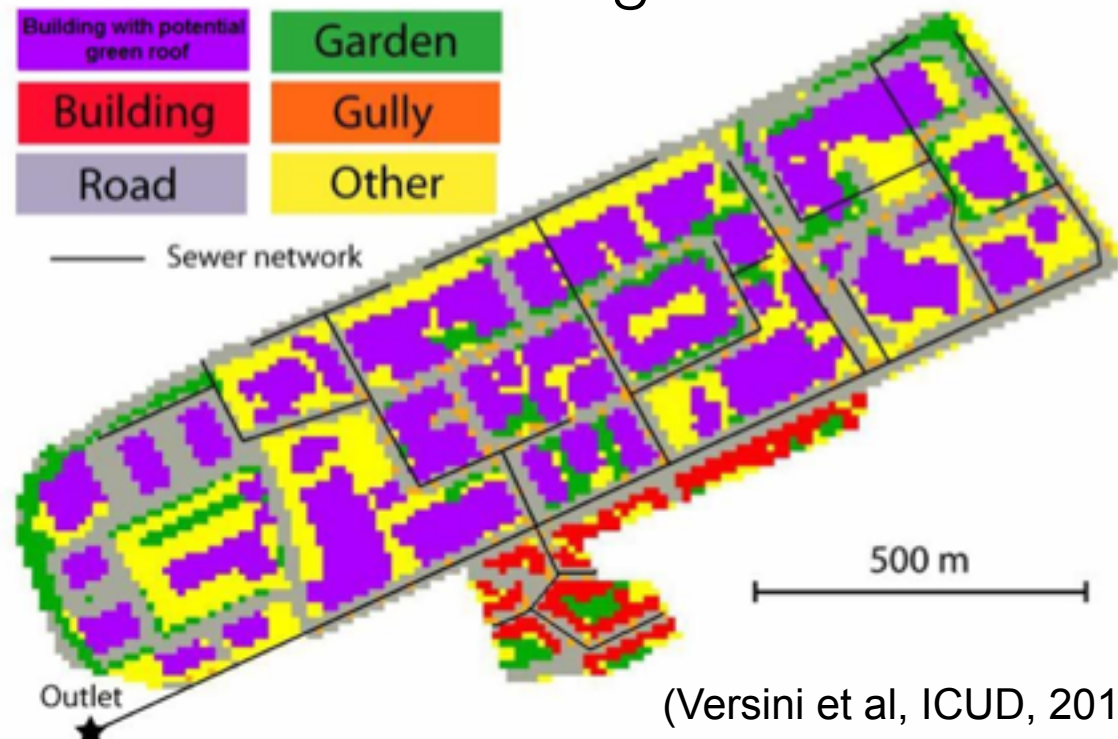 Building with potential
green roof
Garden
Building
Gully
Road
Other
Sewer network
500 m
Outlet
(Versini et al, ICUD, 201